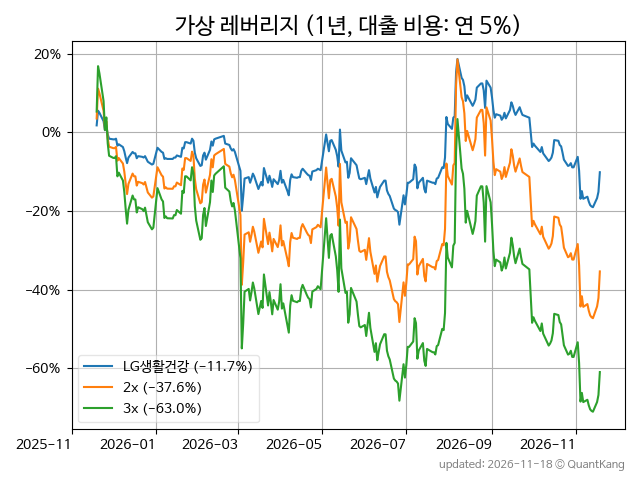 가상 레버리지 (1년, 대출 비용: 연 5%)
20%
0%
−20%
−40%
−60%
LG생활건강 (−11.7%)
2x (−37.6%)
3x (−63.0%)
2025-11 2026-01 2026-03 2026-05 2026-07 2026-09 2026-11
updated: 2026-11-18 © QuantKang